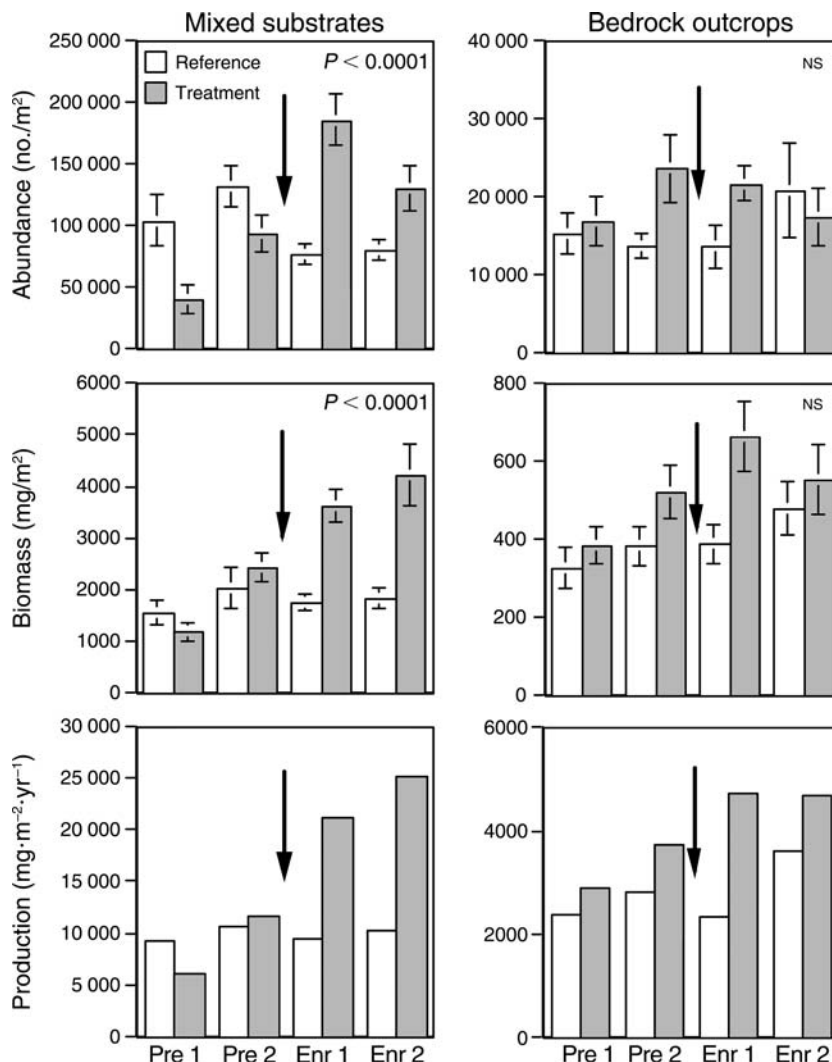 Mixed substrates
Bedrock outcrops
Abundance (no./m²)
250 000
200 000
150 000
100 000
50 000
0
Reference
Treatment
P < 0.0001
40 000
30 000
20 000
10 000
0
NS
Biomass (mg/m²)
6000
5000
4000
3000
2000
1000
0
P < 0.0001
800
600
400
200
0
NS
Production (mg·m⁻²·yr⁻¹)
30 000
25 000
20 000
15 000
10 000
5 000
0
6000
4000
2000
0
Pre 1 Pre 2 Enr 1 Enr 2
Pre 1 Pre 2 Enr 1 Enr 2